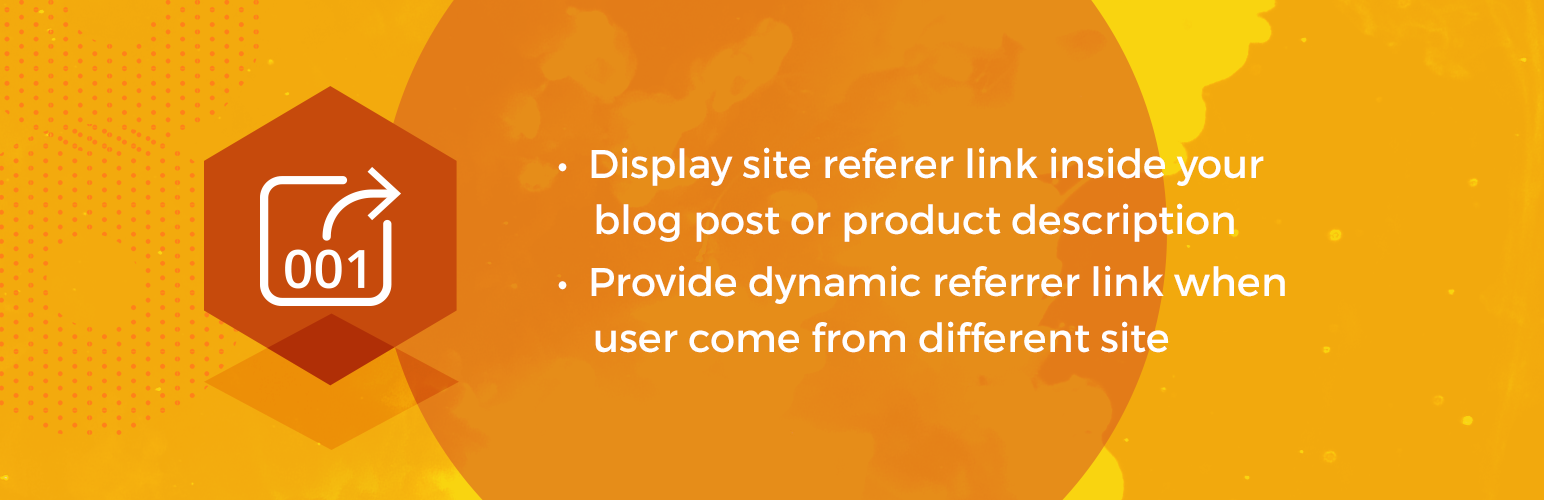 001
• Display site referer link inside your
blog post or product description
• Provide dynamic referrer link when
user come from different site